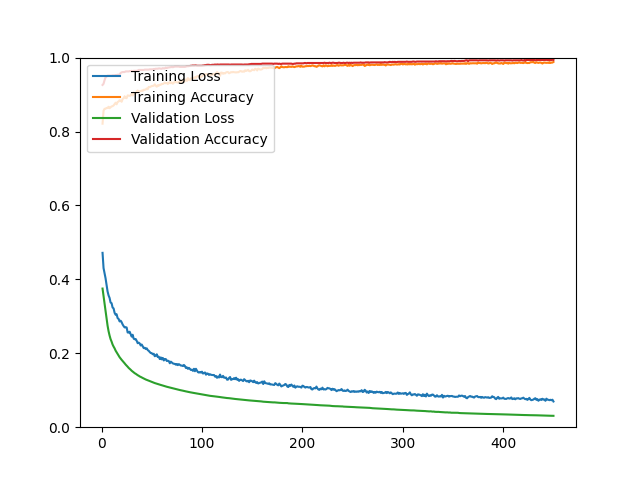 1.0
0.8
0.6
0.4
0.2
0.0
Training Loss
Training Accuracy
Validation Loss
Validation Accuracy
0 100 200 300 400